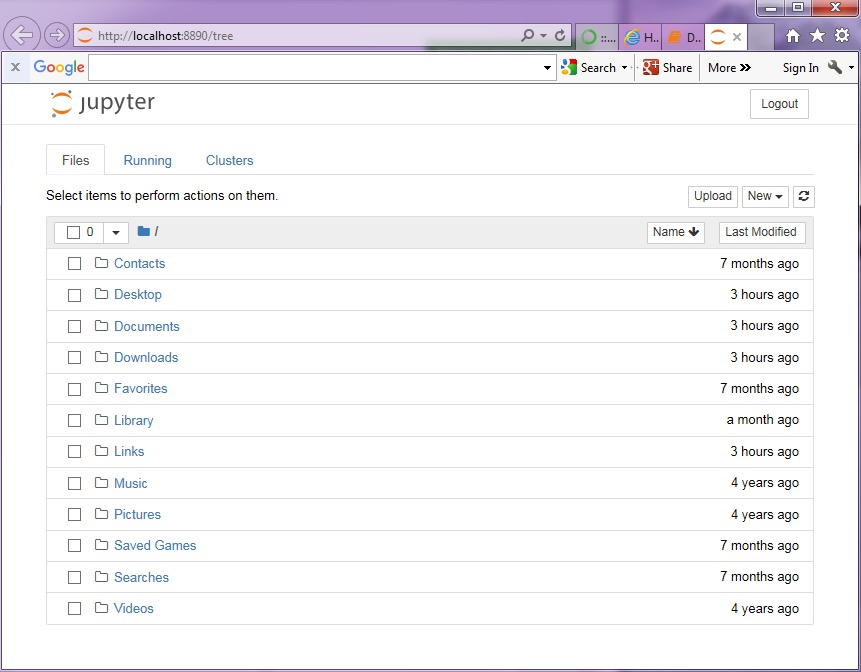 http://localhost:8890/tree
::... H.. D..
x Google Search Share More » Sign In
jupyter Logout
Files Running Clusters
Select items to perform actions on them. Upload New
0 / Name Last Modified
Contacts 7 months ago
Desktop 3 hours ago
Documents 3 hours ago
Downloads 3 hours ago
Favorites 7 months ago
Library a month ago
Links 3 hours ago
Music 4 years ago
Pictures 4 years ago
Saved Games 7 months ago
Searches 7 months ago
Videos 4 years ago